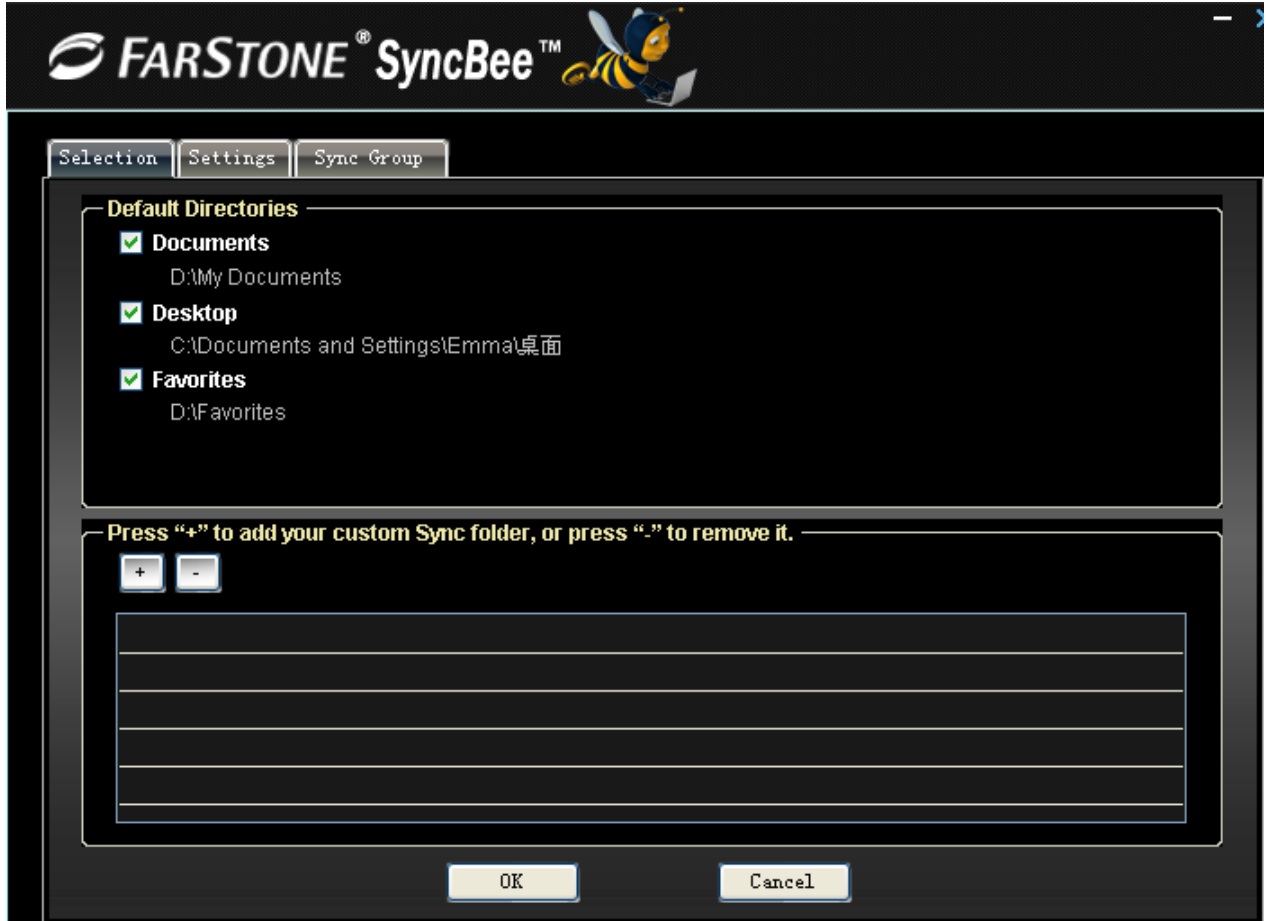 FARSTONE® SyncBee™
Selection Settings Sync Group
Default Directories
Documents
D:\My Documents
Desktop
C:\Documents and Settings\Emma\桌面
Favorites
D:\Favorites
Press “+” to add your custom Sync folder, or press “-” to remove it.
+ -
OK Cancel